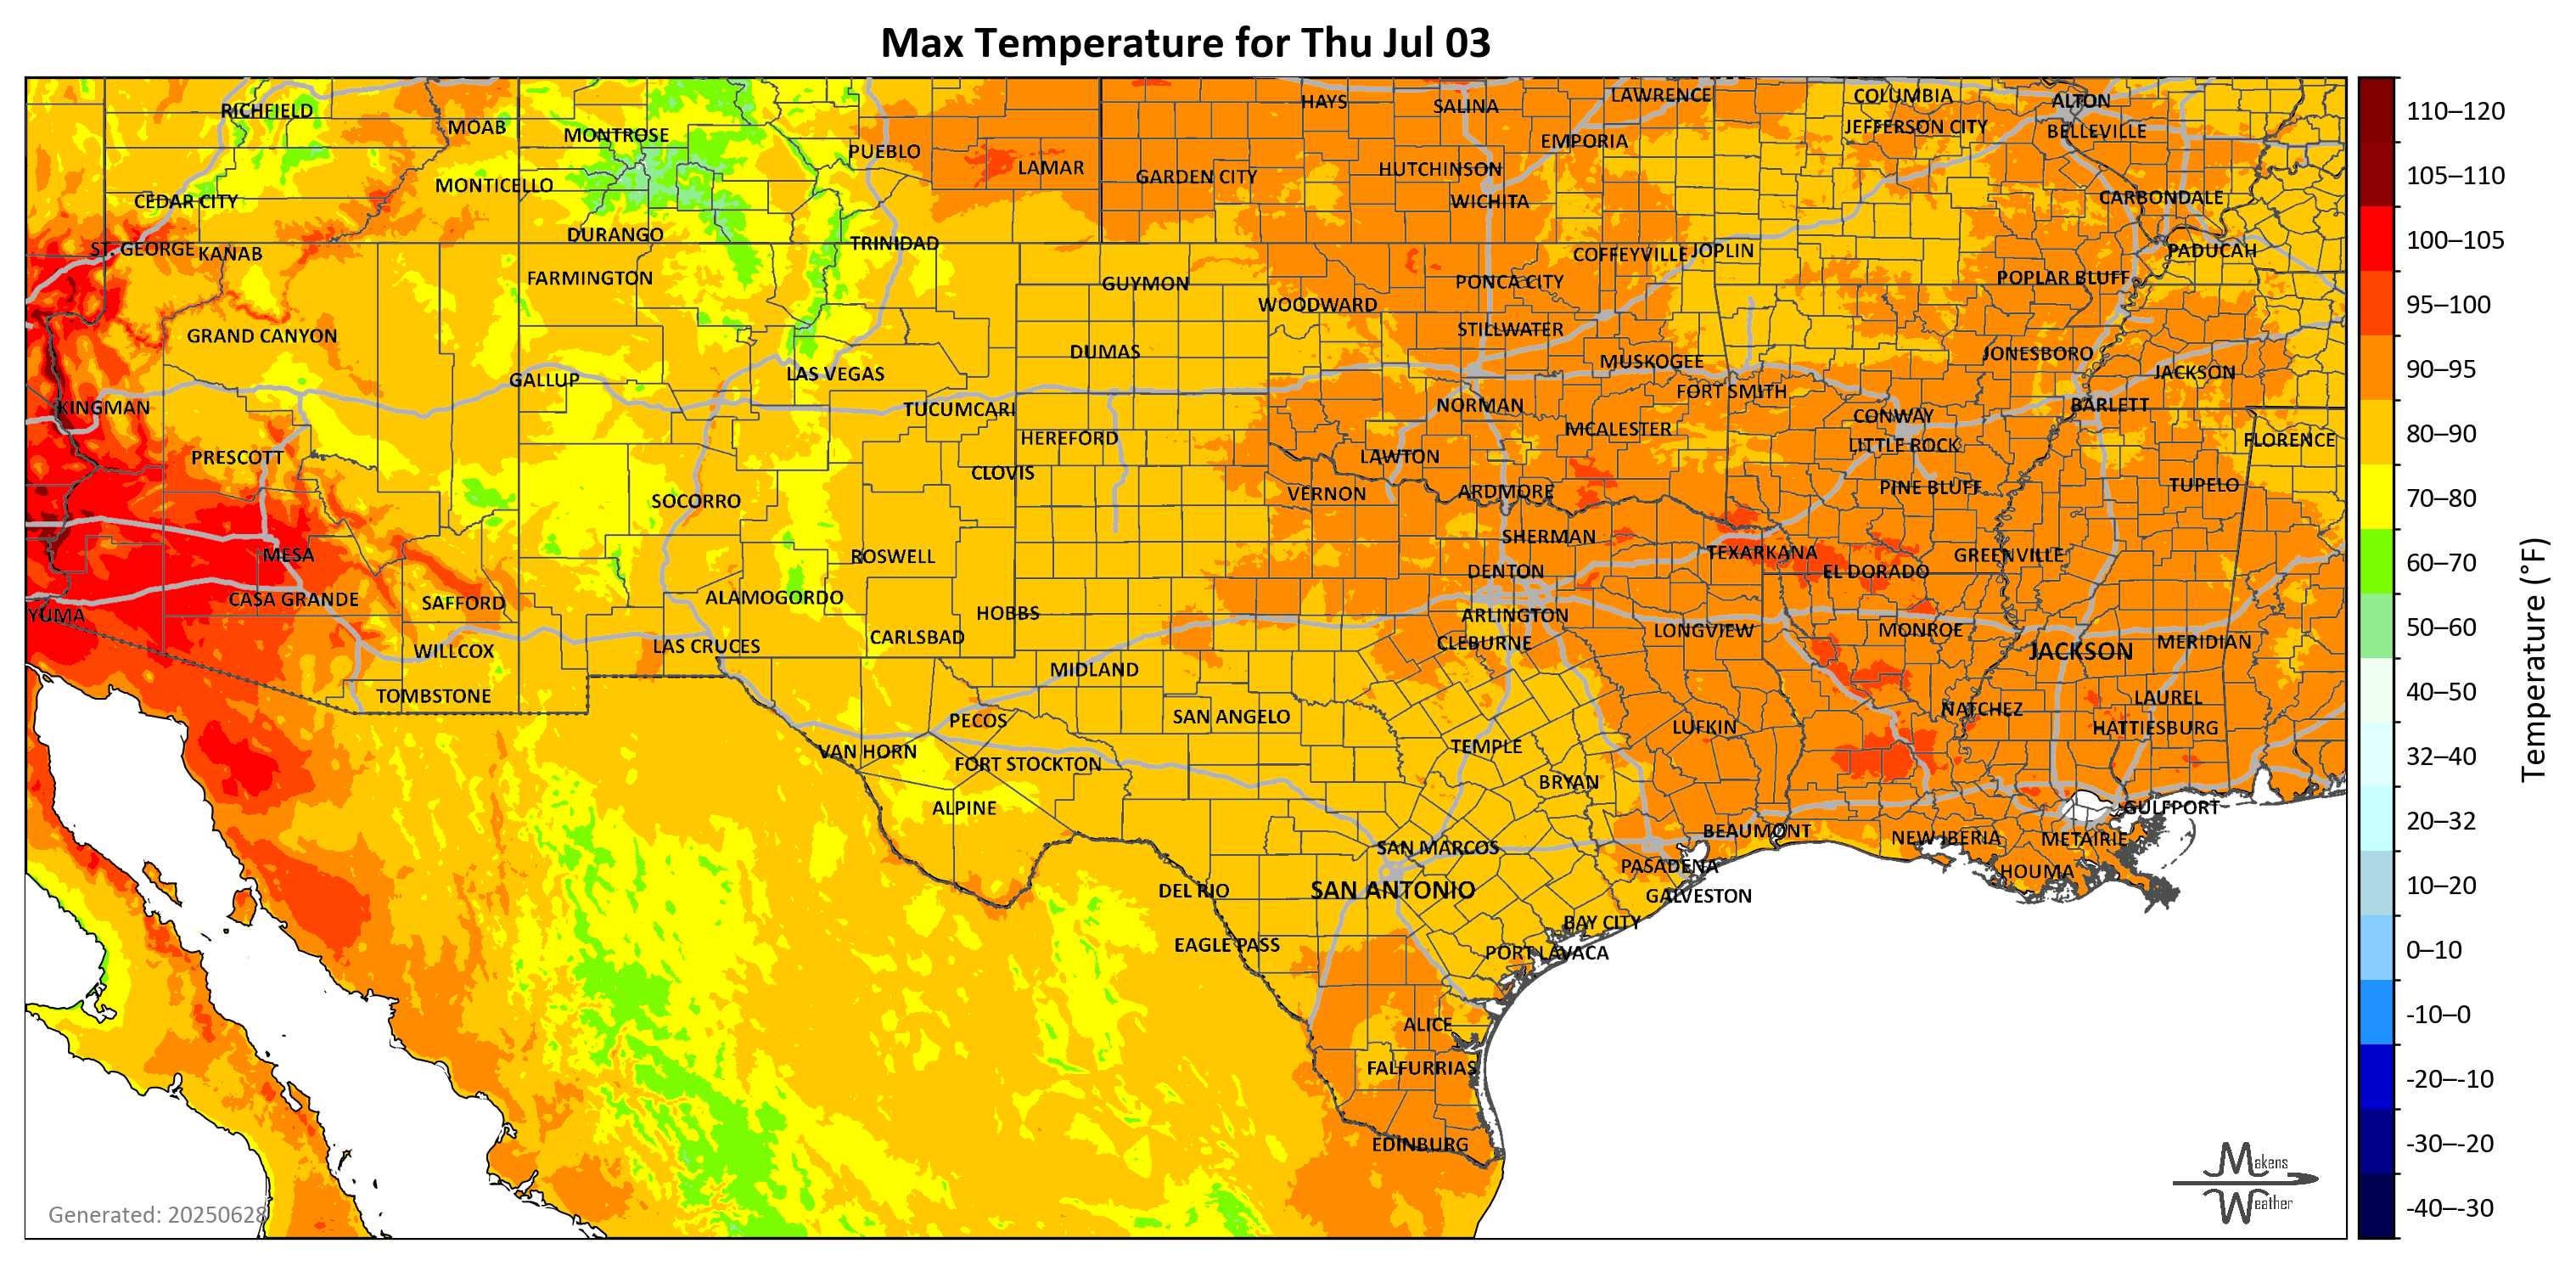 Max Temperature for Thu Jul 03
RICHFIELD
MOAB
MONTROSE
PUEBLO
LAMAR
HAYS
SALINA
LAWRENCE
COLUMBIA
ALTON
JEFFERSON CITY
BELLEVILLE
EMPORIA
GARDEN CITY
HUTCHINSON
MONTICELLO
CEDAR CITY
WICHITA
CARBONDALE
DURANGO
TRINIDAD
ST. GEORGE
KANAB
COFFEYVILLE
JOPLIN
PADUCAH
FARMINGTON
GUYMON
PONCA CITY
POPLAR BLUFF
WOODWARD
GRAND CANYON
STILLWATER
DUMAS
MUSKOGEE
JONESBORO
LAS VEGAS
JACKSON
GALLUP
FORT SMITH
KINGMAN
TUCUMCARI
NORMAN
BARLETT
CONWAY
HEREFORD
MCALESTER
FLORENCE
LITTLE ROCK
PRESCOTT
CLOVIS
LAWTON
TUPELO
VERNON
ARDMORE
PINE BLUFF
SOCORRO
SHERMAN
MESA
ROSWELL
TEXARKANA
GREENVILLE
DENTON
EL DORADO
CASA GRANDE
SAFFORD
ALAMOGORDO
YUMA
HOBBS
ARLINGTON
CARLSBAD
CLEBURNE
LONGVIEW
MONROE
MERIDIAN
WILLCOX
LAS CRUCES
JACKSON
MIDLAND
TOMBSTONE
LAUREL
PECOS
SAN ANGELO
NATCHEZ
LUFKIN
HATTIESBURG
VAN HORN
TEMPLE
FORT STOCKTON
BRYAN
ALPINE
GULFPORT
BEAUMONT
NEW IBERIA
METAIRIE
SAN MARCOS
PASADENA
HOUMA
DEL RIO
SAN ANTONIO
GALVESTON
BAY CITY
EAGLE PASS
PORT LAVACA
ALICE
FALFURRIAS
EDINBURG
Generated: 20250628
Makens
Weather
110–120
105–110
100–105
95–100
90–95
80–90
70–80
60–70
50–60
40–50
32–40
20–32
10–20
0–10
-10–0
-20–-10
-30–-20
-40–-30
Temperature (°F)